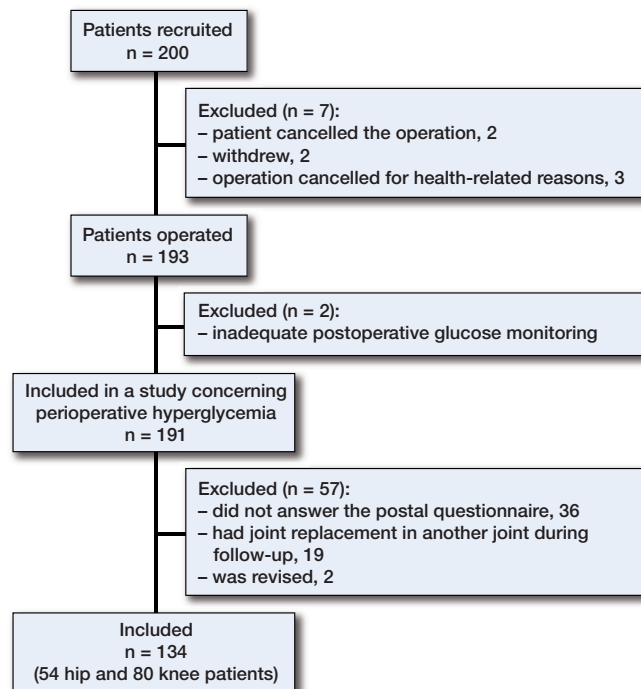 Patients recruited
n = 200
Excluded (n = 7):
– patient cancelled the operation, 2
– withdrew, 2
– operation cancelled for health-related reasons, 3
Patients operated
n = 193
Excluded (n = 2):
– inadequate postoperative glucose monitoring
Included in a study concerning
perioperative hyperglycemia
n = 191
Excluded (n = 57):
– did not answer the postal questionnaire, 36
– had joint replacement in another joint during
follow-up, 19
– was revised, 2
Included
n = 134
(54 hip and 80 knee patients)